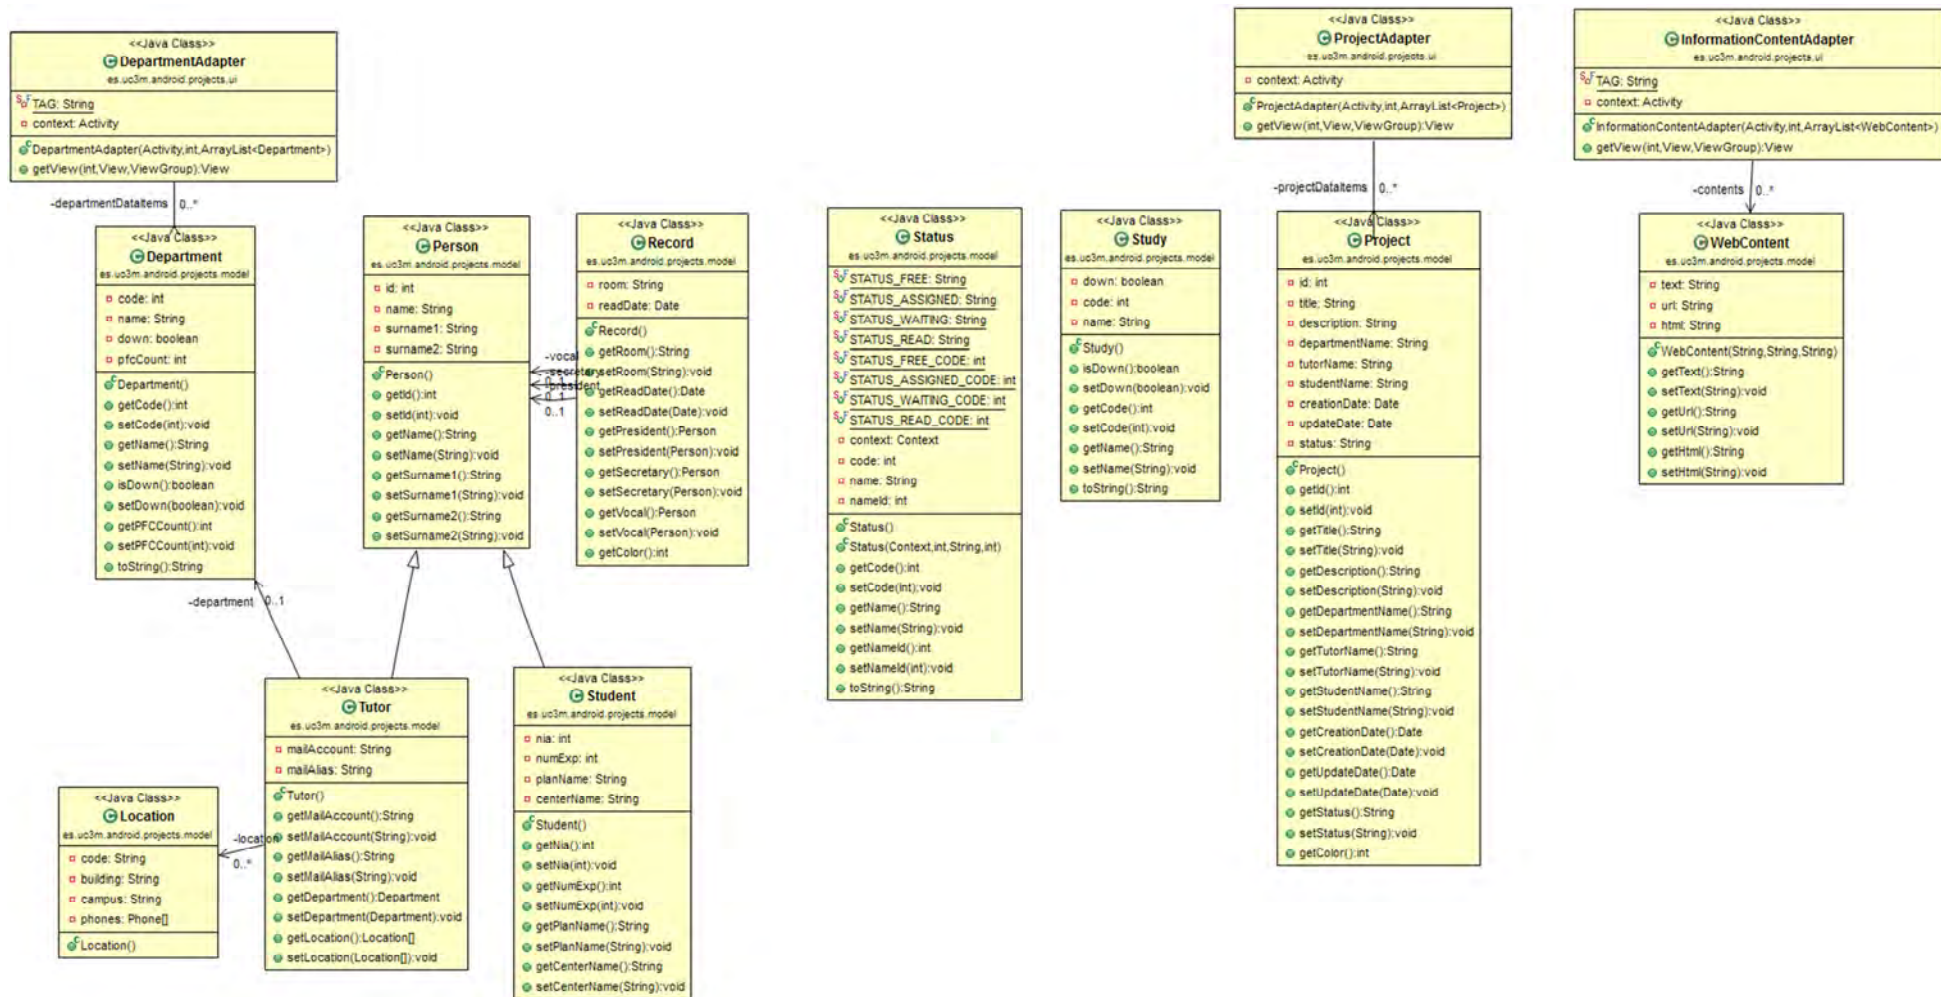 <<Java Class>>
DepartmentAdapter
es.uc3m.android.projects.ui
TAG: String
context: Activity
DepartmentAdapter(Activity,int,ArrayList<Department>)
getView(int,View,ViewGroup):View
-departmentDataItems 0..*
<<Java Class>>
Department
es.uc3m.android.projects.model
code: int
name: String
down: boolean
pfcCount: int
Department()
getCode():int
setCode(int):void
getName():String
setName(String):void
isDown():boolean
setDown(boolean):void
getPFCCount():int
setPFCCount(int):void
toString():String
-department 0..1
<<Java Class>>
Person
es.uc3m.android.projects.model
id: int
name: String
surname1: String
surname2: String
Person()
getId():int
setId(int):void
getName():String
setName(String):void
getSurname1():String
setSurname1(String):void
getSurname2():String
setSurname2(String):void
-vocal
-secretary
0..1
-president
0..1
0..1
<<Java Class>>
Record
es.uc3m.android.projects.model
room: String
readDate: Date
Record()
getRoom():String
setRoom(String):void
getReadDate():Date
setReadDate(Date):void
getPresident():Person
setPresident(Person):void
getSecretary():Person
setSecretary(Person):void
getVocal():Person
setVocal(Person):void
getColor():int
<<Java Class>>
Location
es.uc3m.android.projects.model
code: String
building: String
campus: String
phones: Phone[]
Location()
-location
0..*
<<Java Class>>
Tutor
es.uc3m.android.projects.model
mailAccount: String
mailAlias: String
Tutor()
getMailAccount():String
setMailAccount(String):void
getMailAlias():String
setMailAlias(String):void
getDepartment():Department
setDepartment(Department):void
getLocation():Location[]
setLocation(Location[]):void
<<Java Class>>
Student
es.uc3m.android.projects.model
nia: int
numExp: int
planName: String
centerName: String
Student()
getNia():int
setNia(int):void
getNumExp():int
setNumExp(int):void
getPlanName():String
setPlanName(String):void
getCenterName():String
setCenterName(String):void
<<Java Class>>
Status
es.uc3m.android.projects.model
STATUS_FREE: String
STATUS_ASSIGNED: String
STATUS_WAITING: String
STATUS_READ: String
STATUS_FREE_CODE: int
STATUS_ASSIGNED_CODE: int
STATUS_WAITING_CODE: int
STATUS_READ_CODE: int
context: Context
code: int
name: String
nameId: int
Status()
Status(Context,int,String,int)
getCode():int
setCode(int):void
getName():String
setName(String):void
getNameId():int
setNameId(int):void
toString():String
<<Java Class>>
Study
es.uc3m.android.projects.model
down: boolean
code: int
name: String
Study()
isDown():boolean
setDown(boolean):void
getCode():int
setCode(int):void
getName():String
setName(String):void
toString():String
<<Java Class>>
ProjectAdapter
es.uc3m.android.projects.ui
context: Activity
ProjectAdapter(Activity,int,ArrayList<Project>)
getView(int,View,ViewGroup):View
-projectDataItems 0..*
<<Java Class>>
Project
es.uc3m.android.projects.model
id: int
title: String
description: String
departmentName: String
tutorName: String
studentName: String
creationDate: Date
updateDate: Date
status: String
Project()
getId():int
setId(int):void
getTitle():String
setTitle(String):void
getDescription():String
setDescription(String):void
getDepartmentName():String
setDepartmentName(String):void
getTutorName():String
setTutorName(String):void
getStudentName():String
setStudentName(String):void
getCreationDate():Date
setCreationDate(Date):void
getUpdateDate():Date
setUpdateDate(Date):void
getStatus():String
setStatus(String):void
getColor():int
<<Java Class>>
InformationContentAdapter
es.uc3m.android.projects.ui
TAG: String
context: Activity
InformationContentAdapter(Activity,int,ArrayList<WebContent>)
getView(int,View,ViewGroup):View
-contents 0..*
<<Java Class>>
WebContent
es.uc3m.android.projects.model
text: String
url: String
html: String
WebContent(String,String,String)
getText():String
setText(String):void
getUrl():String
setUrl(String):void
getHtml():String
setHtml(String):void